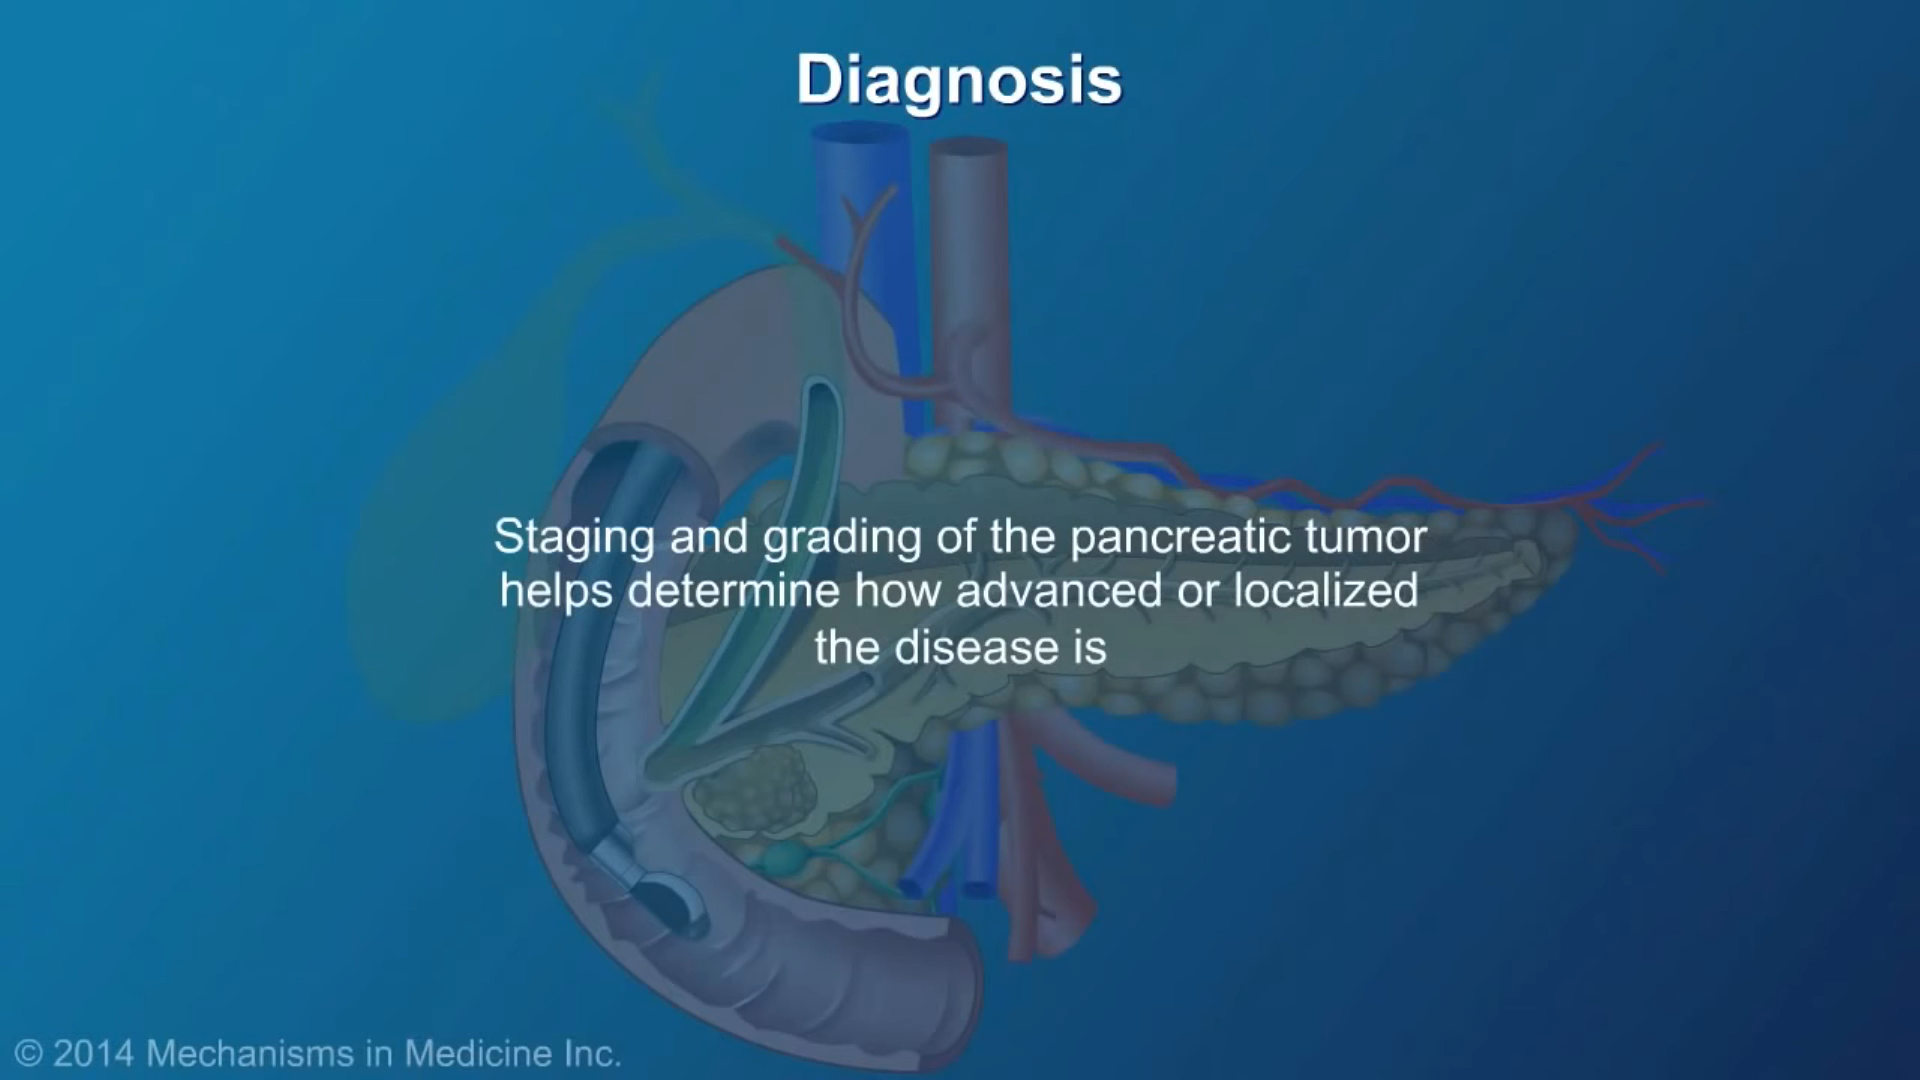 Diagnosis
Staging and grading of the pancreatic tumor
helps determine how advanced or localized
the disease is
© 2014 Mechanisms in Medicine Inc.